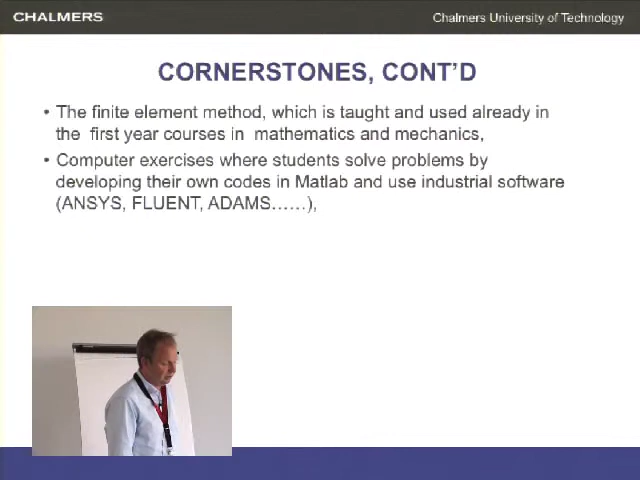 CHALMERS
Chalmers University of Technology
CORNERSTONES, CONT'D
• The finite element method, which is taught and used already in
the first year courses in mathematics and mechanics,
• Computer exercises where students solve problems by
developing their own codes in Matlab and use industrial software
(ANSYS, FLUENT, ADAMS……),